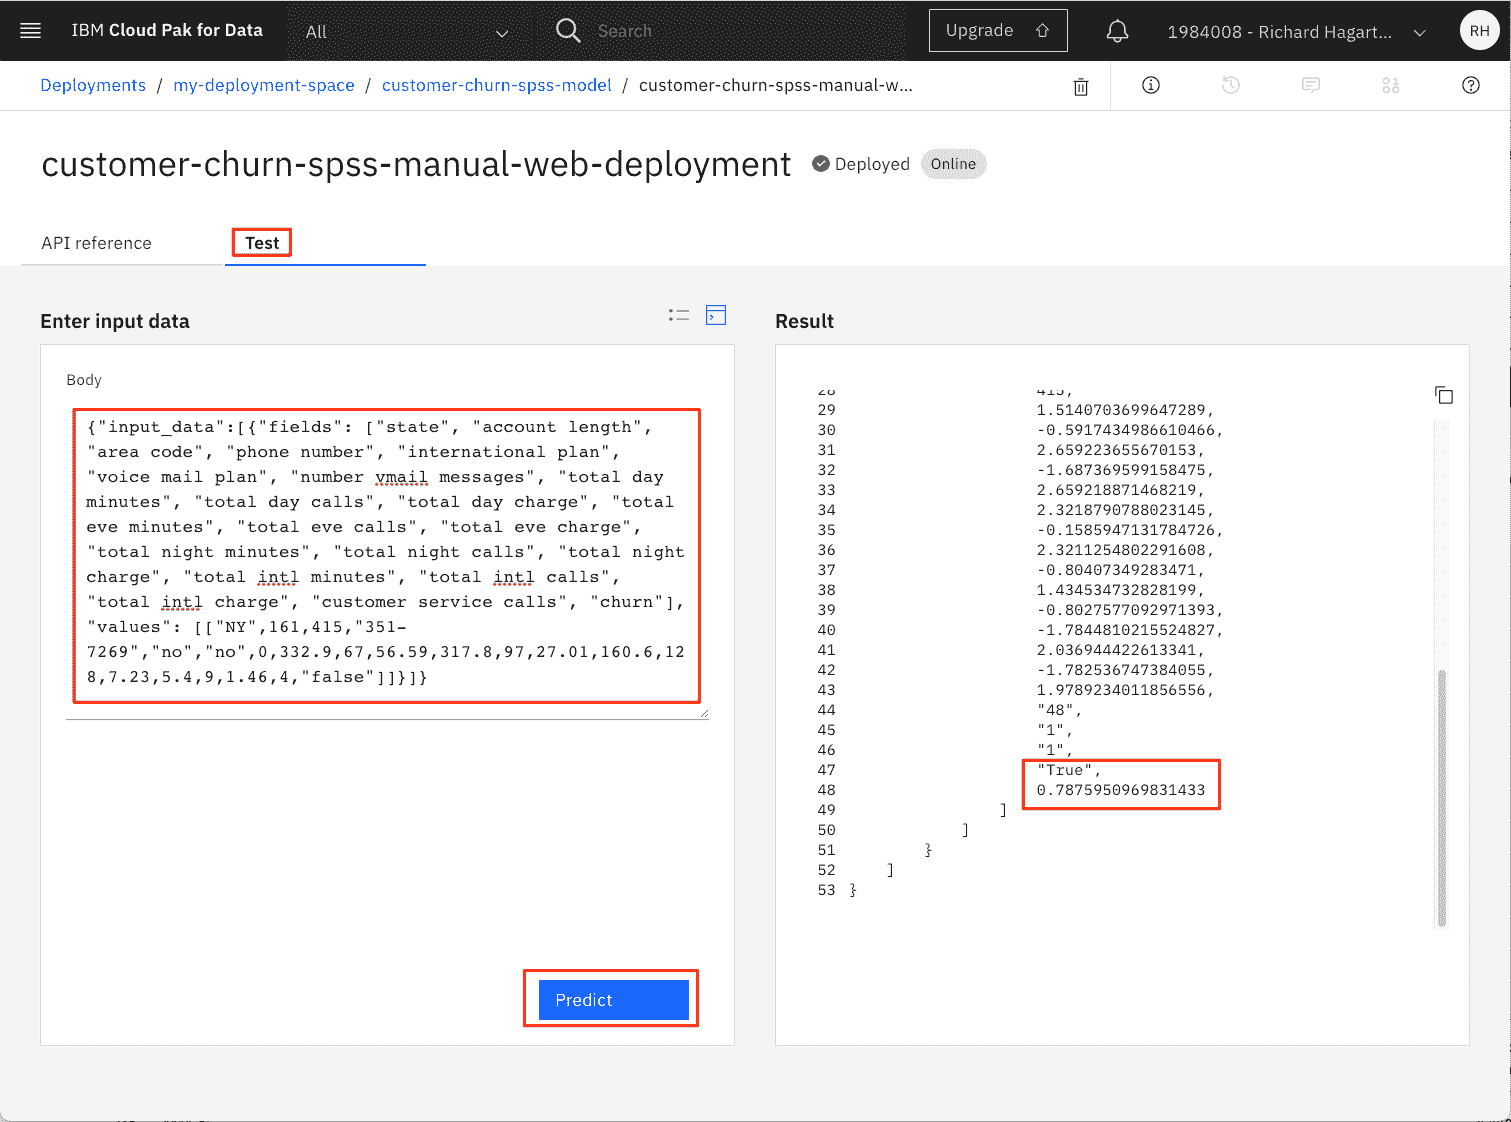 IBM Cloud Pak for Data
All
Search
Upgrade
1984008 - Richard Hagart...
RH
Deployments / my-deployment-space / customer-churn-spss-model / customer-churn-spss-manual-w...
customer-churn-spss-manual-web-deployment
Deployed
Online
API reference
Test
Enter input data
Body
{"input_data":[{"fields": ["state", "account length",
"area code", "phone number", "international plan",
"voice mail plan", "number vmail messages", "total day
minutes", "total day calls", "total day charge", "total
eve minutes", "total eve calls", "total eve charge",
"total night minutes", "total night calls", "total night
charge", "total intl minutes", "total intl calls",
"total intl charge", "customer service calls", "churn"],
"values": [["NY",161,415,"351-
7269","no","no",0,332.9,67,56.59,317.8,97,27.01,160.6,12
8,7.23,5.4,9,1.46,4,"false"]]}]}
Predict
Result
28 415,
29 1.5140703699647289,
30 -0.5917434986610466,
31 2.659223655670153,
32 -1.687369599158475,
33 2.659218871468219,
34 2.3218790788023145,
35 -0.1585947131784726,
36 2.3211254802291608,
37 -0.80407349283471,
38 1.434534732828199,
39 -0.8027577092971393,
40 -1.7844810215524827,
41 2.036944422613341,
42 -1.782536747384055,
43 1.9789234011856556,
44 "48",
45 "1",
46 "1",
47 "True",
48 0.7875950969831433
49 ]
50 ]
51 }
52 ]
53 }